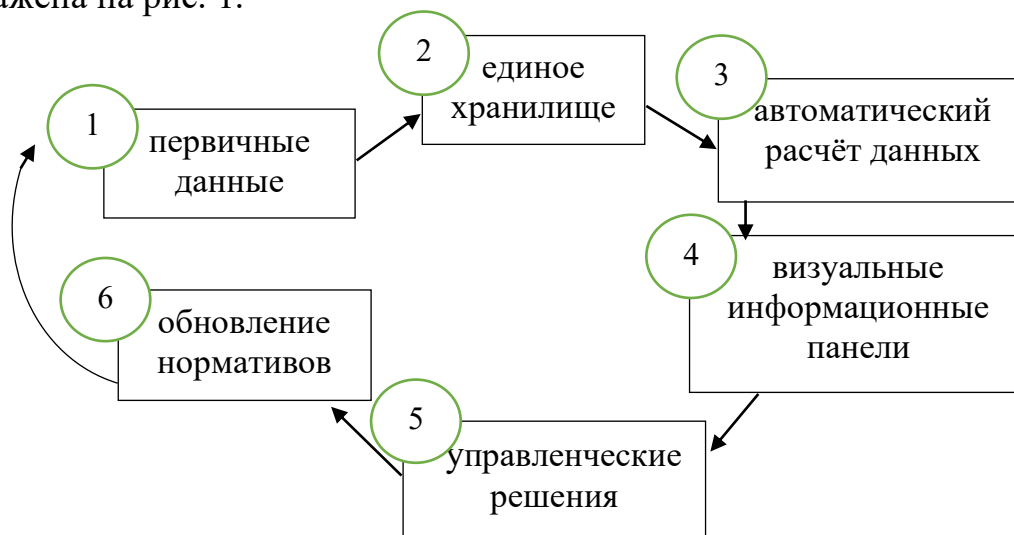 на рис. 1.
1
первичные
данные
2
единое
хранилище
3
автоматический
расчёт данных
4
визуальные
информационные
панели
5
управленческие
решения
6
обновление
нормативов